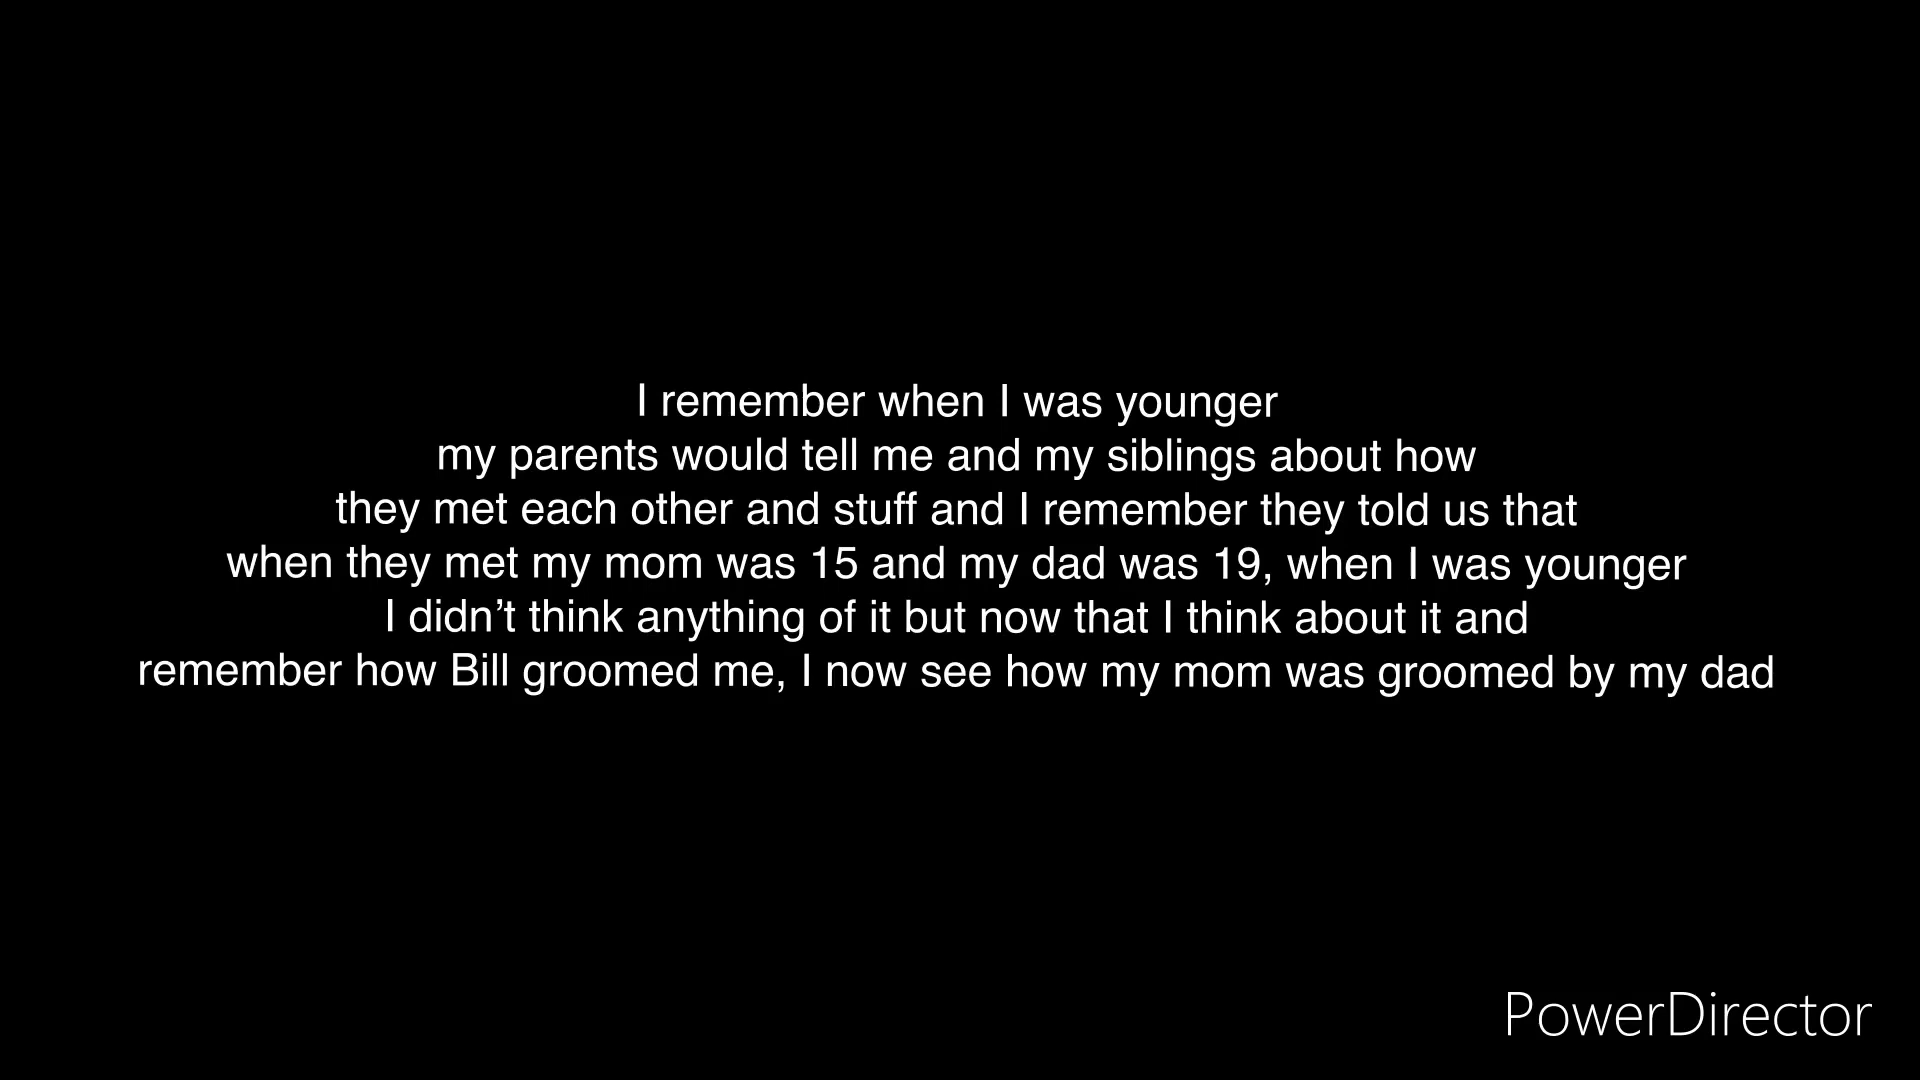 I remember when I was younger
my parents would tell me and my siblings about how
they met each other and stuff and I remember they told us that
when they met my mom was 15 and my dad was 19, when I was younger
I didn’t think anything of it but now that I think about it and
remember how Bill groomed me, I now see how my mom was groomed by my dad
PowerDirector